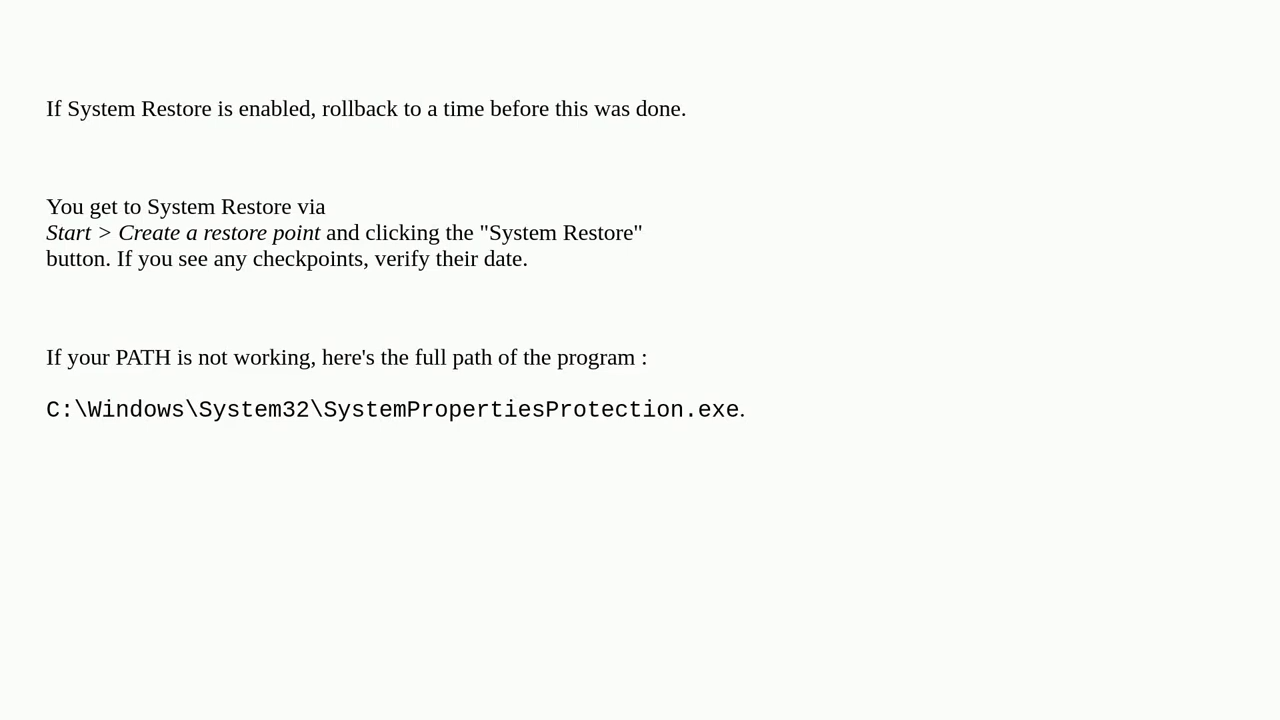 If System Restore is enabled, rollback to a time before this was done.
You get to System Restore via
Start > Create a restore point and clicking the "System Restore"
button. If you see any checkpoints, verify their date.
If your PATH is not working, here's the full path of the program :
C:\Windows\System32\SystemPropertiesProtection.exe.